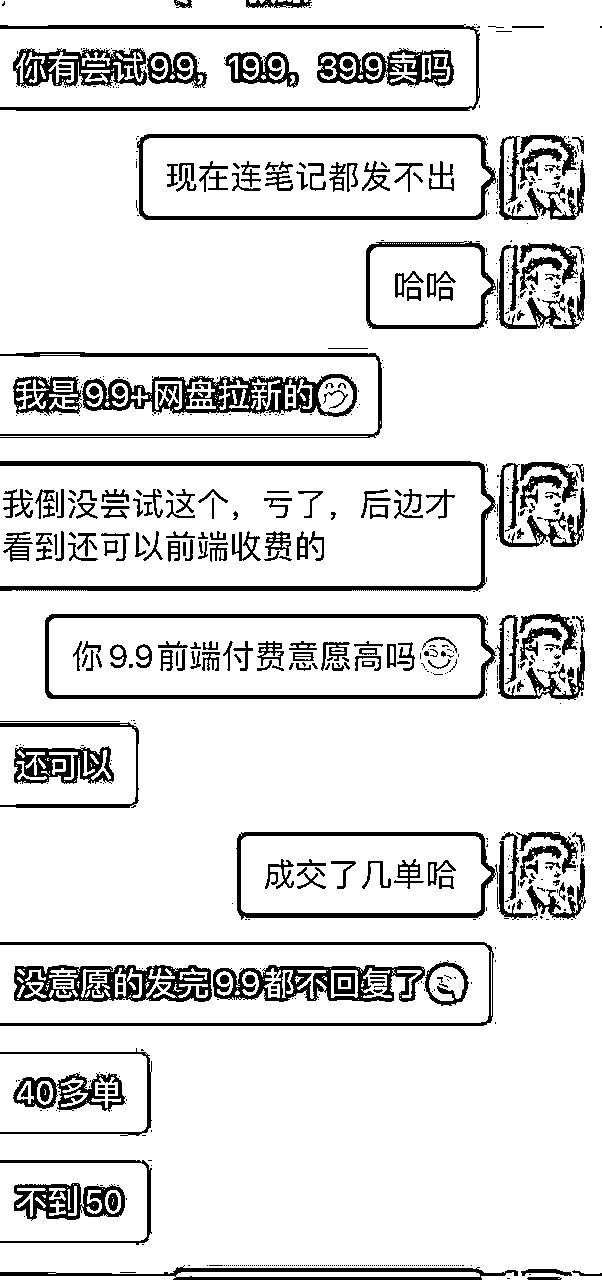 你有尝试9.9，19.9，39.9卖吗
现在连笔记都发不出
哈哈
我是9.9+网盘拉新的
我倒没尝试这个，亏了，后边才
看到还可以前端收费的
你9.9前端付费意愿高吗
还可以
成交了几单哈
没意愿的发完9.9都不回复了
40多单
不到50